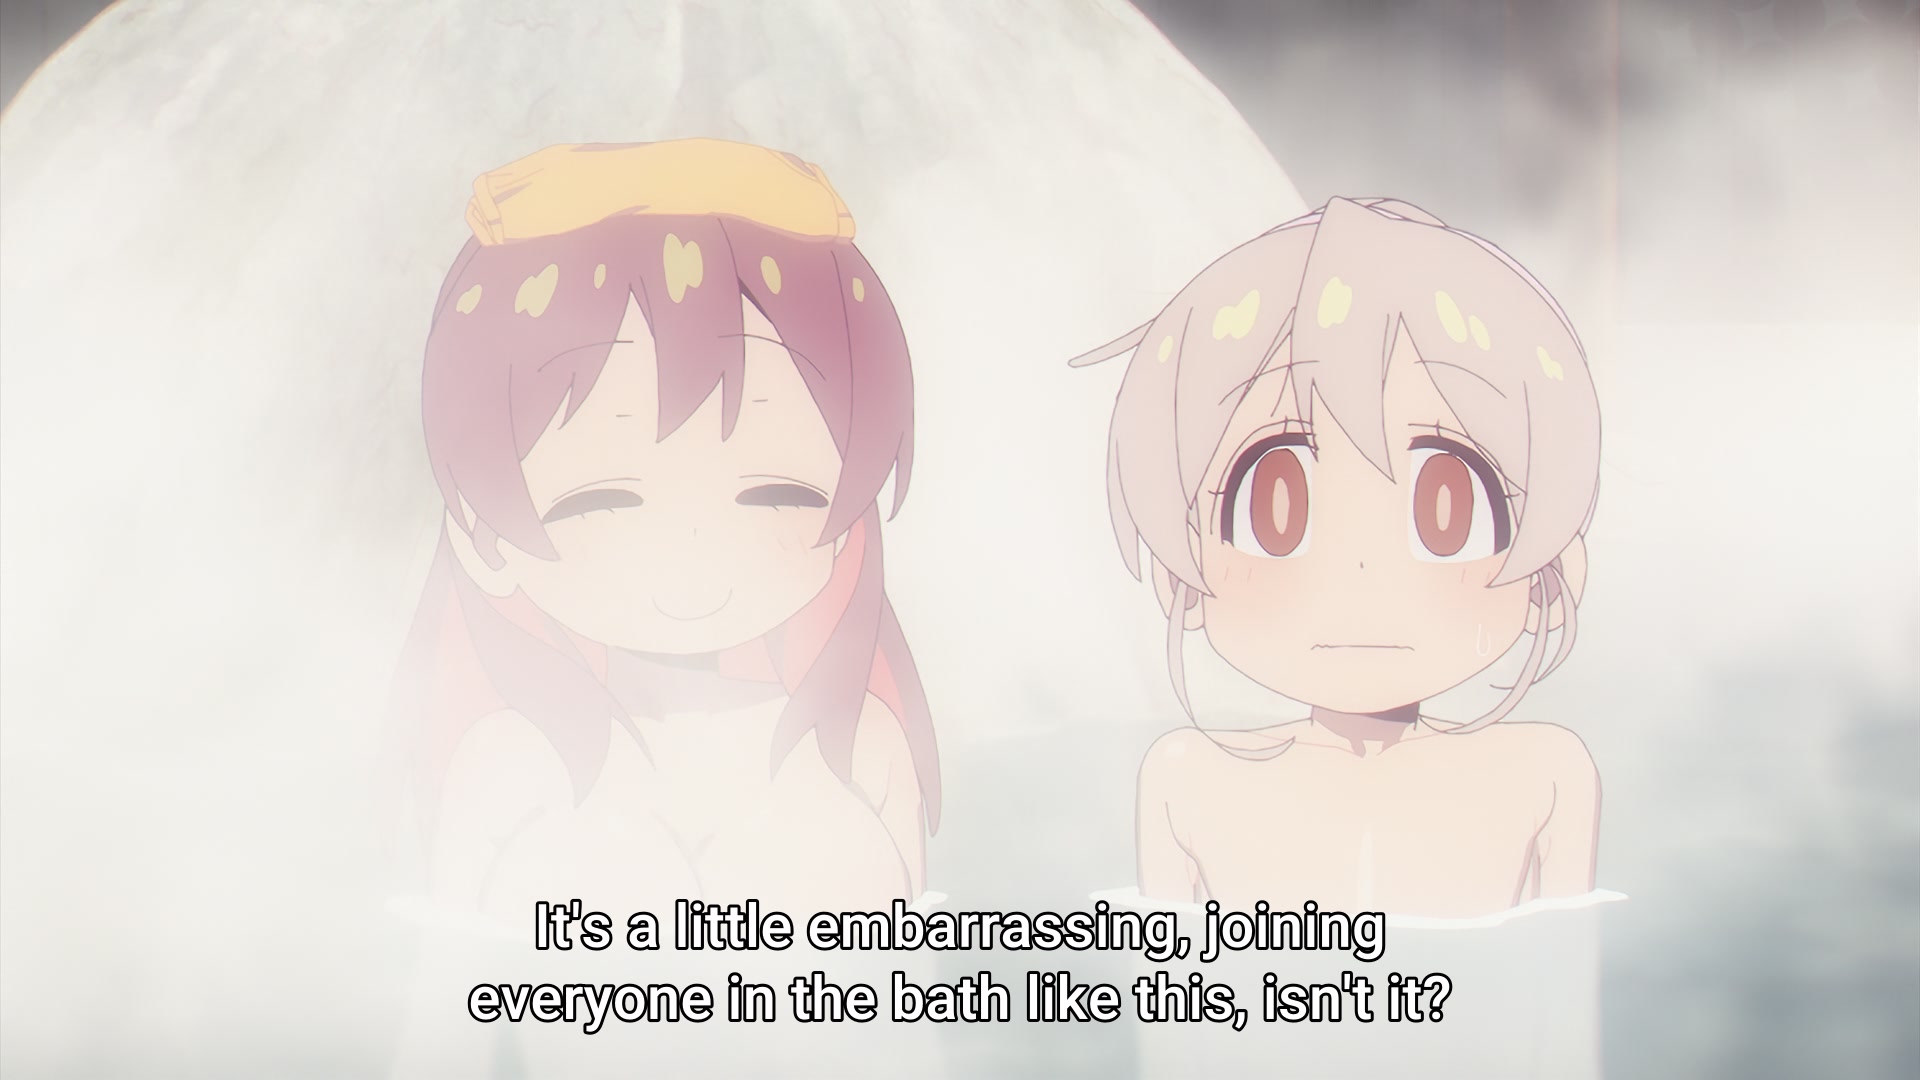 It's a little embarrassing, joining
everyone in the bath like this, isn't it?